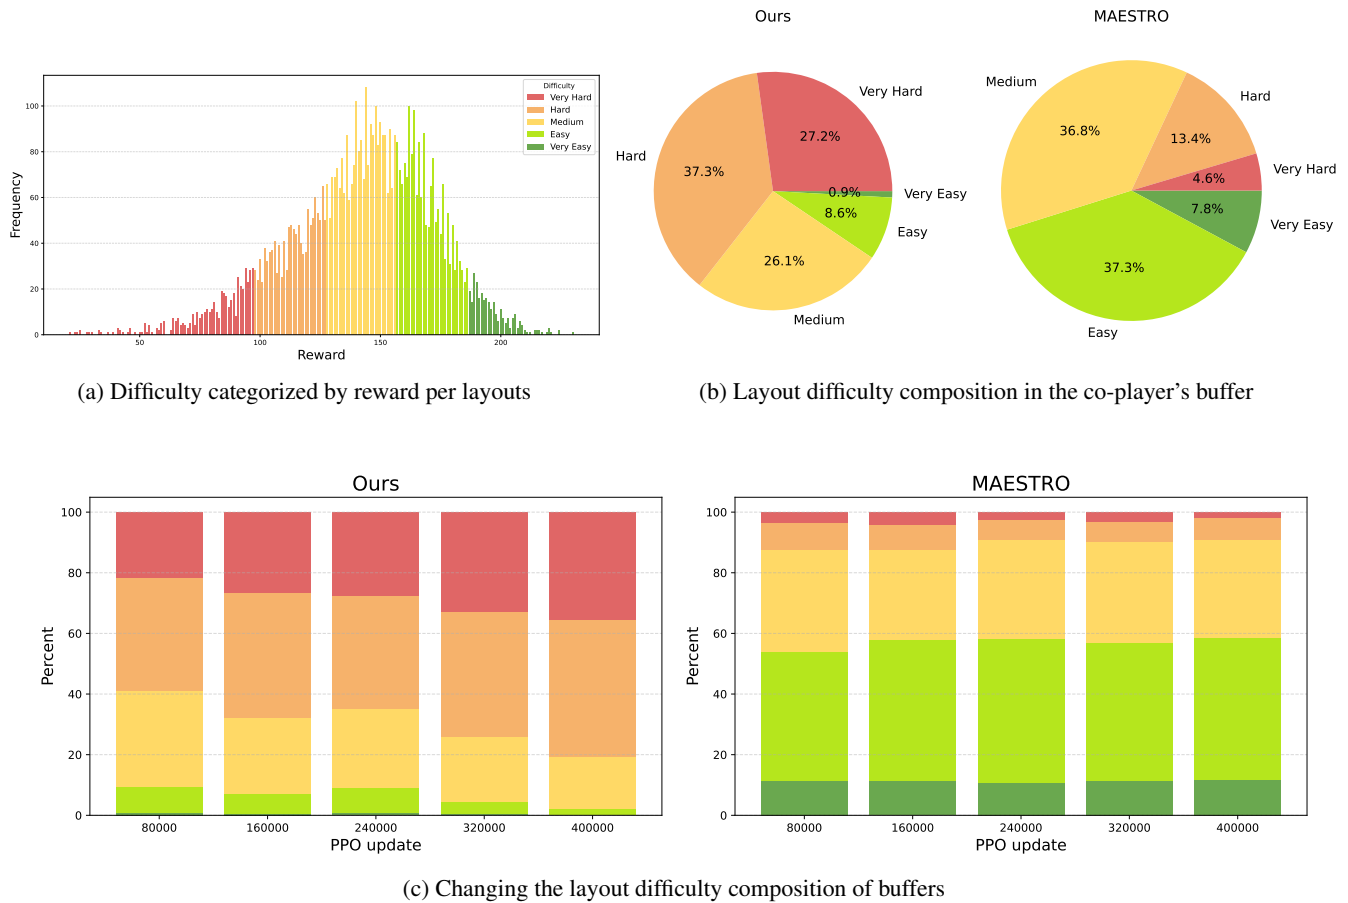 Frequency
100
80
60
40
20
0
50
100
150
200
Reward
Difficulty
Very Hard
Hard
Medium
Easy
Very Easy
(a) Difficulty categorized by reward per layouts
Ours
Very Hard
27.2%
Hard
37.3%
0.9%
Very Easy
8.6%
Easy
26.1%
Medium
MAESTRO
Medium
36.8%
Hard
13.4%
Very Hard
4.6%
7.8%
Very Easy
37.3%
Easy
(b) Layout difficulty composition in the co-player's buffer
Ours
Percent
100
80
60
40
20
0
80000
160000
240000
320000
400000
PPO update
MAESTRO
Percent
100
80
60
40
20
0
80000
160000
240000
320000
400000
PPO update
(c) Changing the layout difficulty composition of buffers